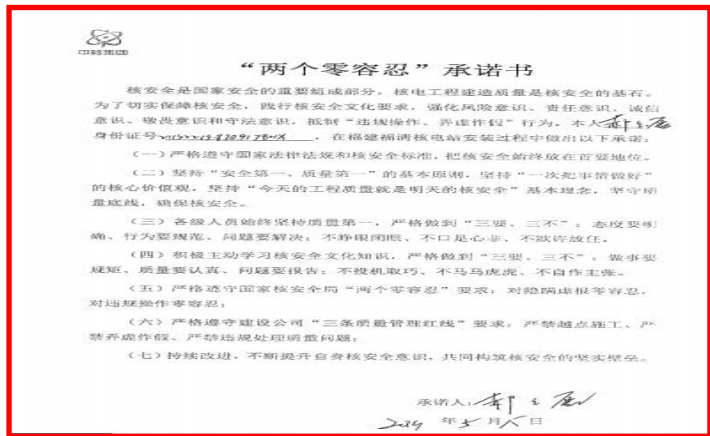 中核集团
“两个零容忍”承诺书
核安全是国家安全的重要组成部分，核电工程建造质量是核安全的基石。
为了切实保障核安全，践行核安全文化要求，强化风险意识、责任意识、诚信
意识、敬畏意识和守法意识，抵制“违规操作、弄虚作假”行为，本人
身份证号，在福建福清核电站安装过程中做出以下承诺：
（一）严格遵守国家法律法规和核安全标准，把核安全始终放在首要地位。
（二）坚持“安全第一、质量第一”的基本原则，坚持“一次把事情做好”
的核心价值观，坚持“今天的工程质量就是明天的核安全”基本理念，坚守质
量底线，确保核安全。
（三）各级人员始终坚持质量第一，严格做到“三要、三不”：态度要明
确、行为要规范、问题要解决；不睁眼闭眼、不口是心非、不欺诈放任。
（四）积极主动学习核安全文化知识，严格做到“三要、三不”：做事要
规矩、质量要认真、问题要报告；不投机取巧、不马马虎虎、不自作主张。
（五）严格遵守国家核安全局“两个零容忍”要求：对隐瞒虚报零容忍，
对违规操作零容忍；
（六）严格遵守建设公司“三条质量管理红线”要求：严禁越点施工、严
禁弄虚作假、严禁违规处理质量问题；
（七）持续改进，不断提升自身核安全意识，共同构筑核安全的坚实壁垒。
承诺人：
年5月八日